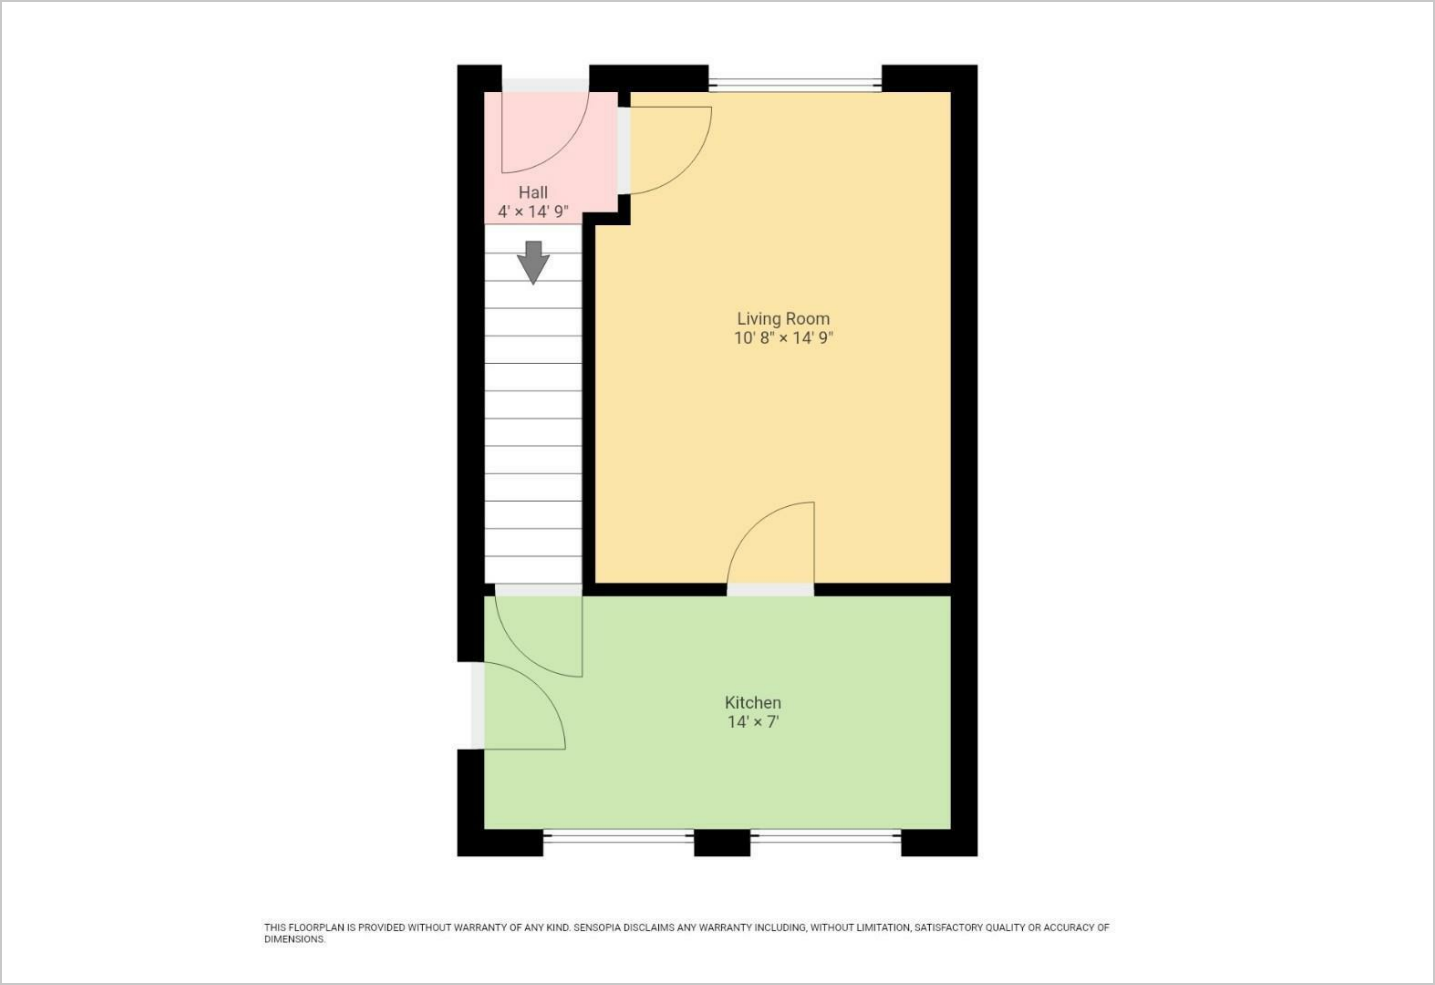 Hall
4' × 14' 9"
Living Room
10' 8" × 14' 9"
Kitchen
14' × 7'
THIS FLOORPLAN IS PROVIDED WITHOUT WARRANTY OF ANY KIND. SENSOPIA DISCLAIMS ANY WARRANTY INCLUDING, WITHOUT LIMITATION, SATISFACTORY QUALITY OR ACCURACY OF
DIMENSIONS.